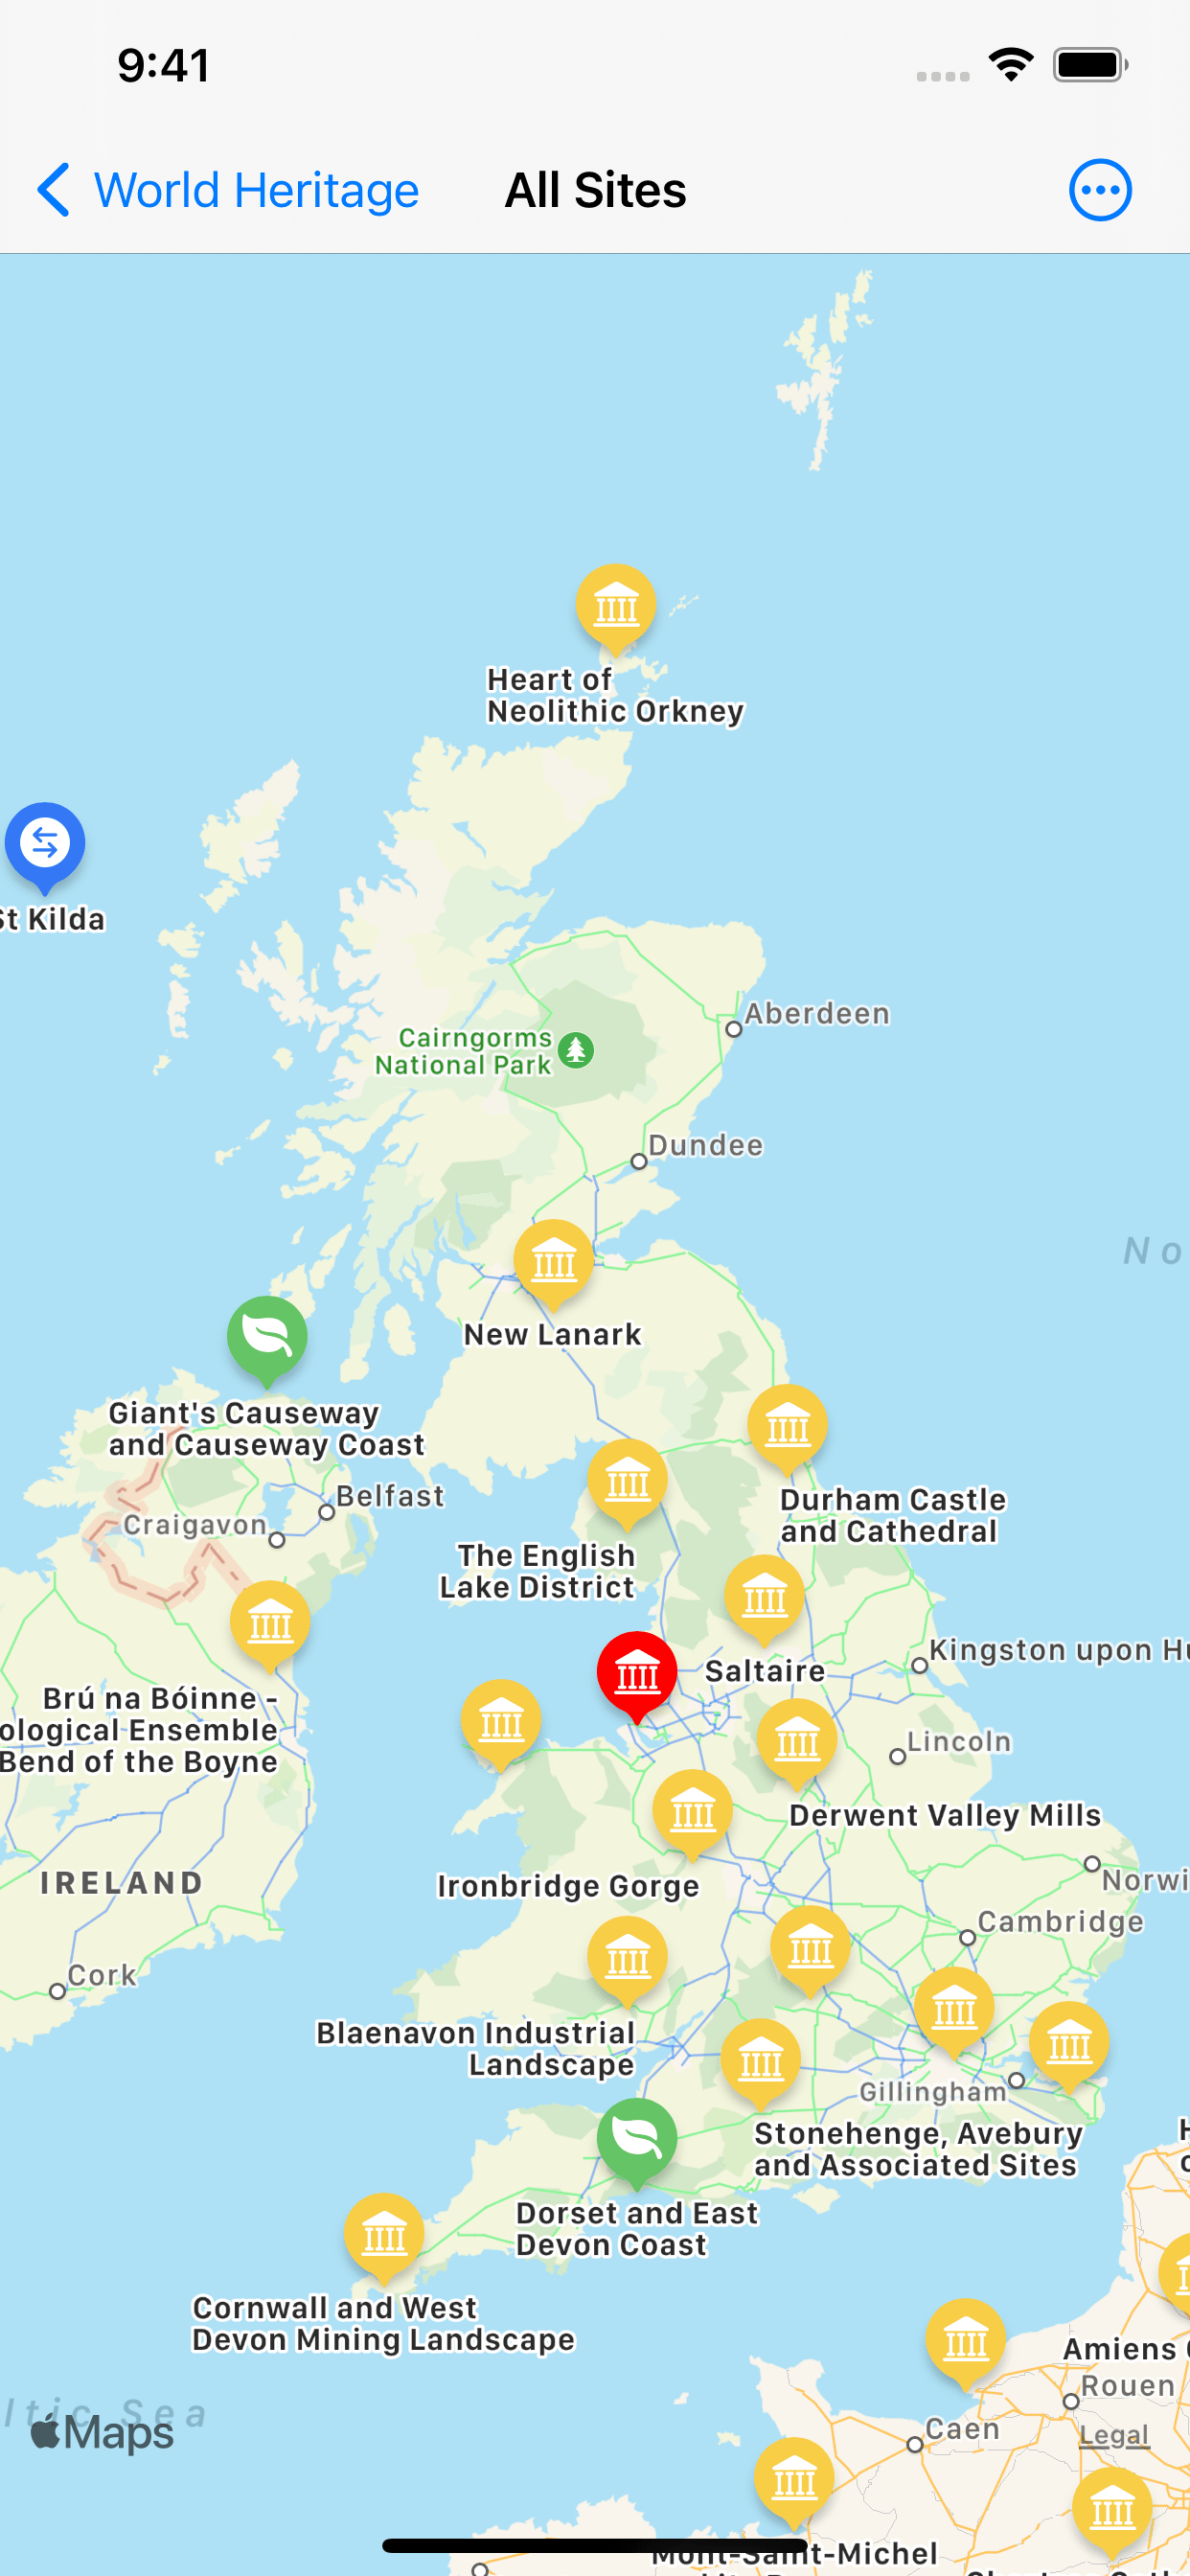 9:41
World Heritage
All Sites
Heart of
Neolithic Orkney
St Kilda
Aberdeen
Cairngorms
National Park
Dundee
No
New Lanark
Giant's Causeway
and Causeway Coast
Belfast
Craigavon
Durham Castle
and Cathedral
The English
Lake District
Kingston upon Hu
Saltaire
Brú na Bóinne -
ological Ensemble
Bend of the Boyne
Lincoln
Derwent Valley Mills
IRELAND
Ironbridge Gorge
Norwi
Cambridge
Cork
Blaenavon Industrial
Landscape
Gillingham
Stonehenge, Avebury
and Associated Sites
Dorset and East
Devon Coast
Cornwall and West
Devon Mining Landscape
Amiens
Rouen
ltic Sea
Maps
Caen
Legal
Mont-Saint-Michel